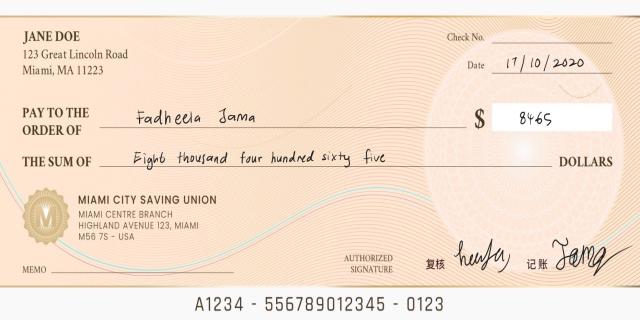 JANE DOE
123 Great Lincoln Road
Miami, MA 11223
Check No.
Date 17/10/2020
PAY TO THE
ORDER OF Fadheela Jama
$ 8465
THE SUM OF Eight thousand four hundred sixty five DOLLARS
MIAMI CITY SAVING UNION
MIAMI CENTRE BRANCH
HIGHLAND AVENUE 123, MIAMI
M56 7S - USA
MEMO
AUTHORIZED
SIGNATURE
复核 记账 Jama
A1234 - 556789012345 - 0123